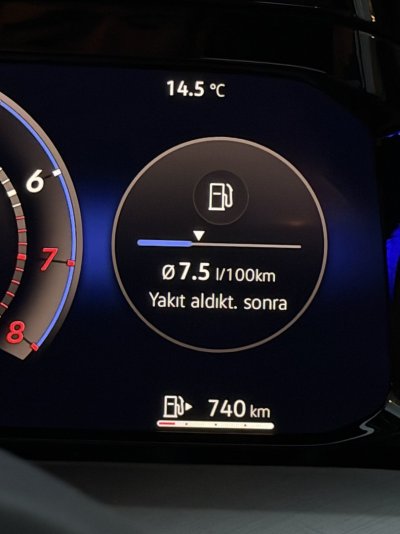 14.5 °C
6
7
8
Ø 7.5 l/100km
Yakıt aldıkt. sonra
740 km